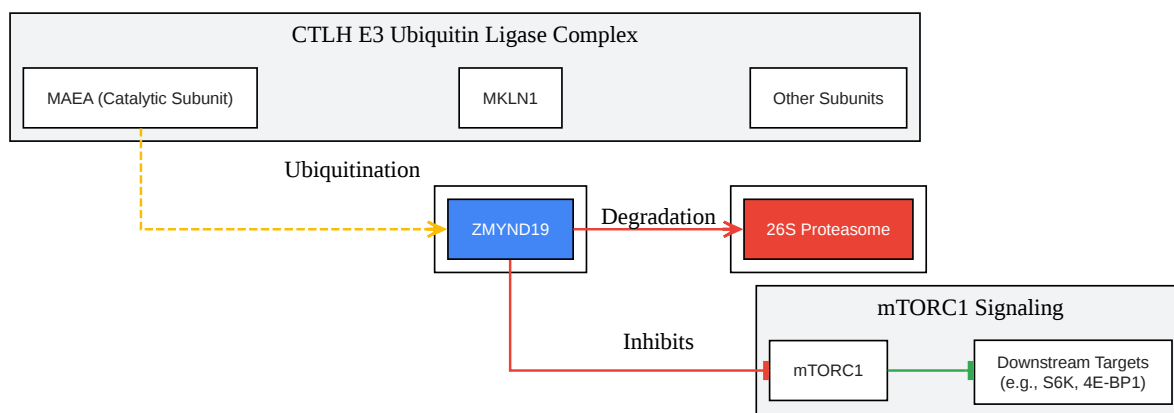 CTLH E3 Ubiquitin Ligase Complex
MAEA (Catalytic Subunit)
MKLN1
Other Subunits
Ubiquitination
ZMYND19
Degradation
26S Proteasome
mTORC1 Signaling
Inhibits
mTORC1
Downstream Targets
(e.g., S6K, 4E-BP1)